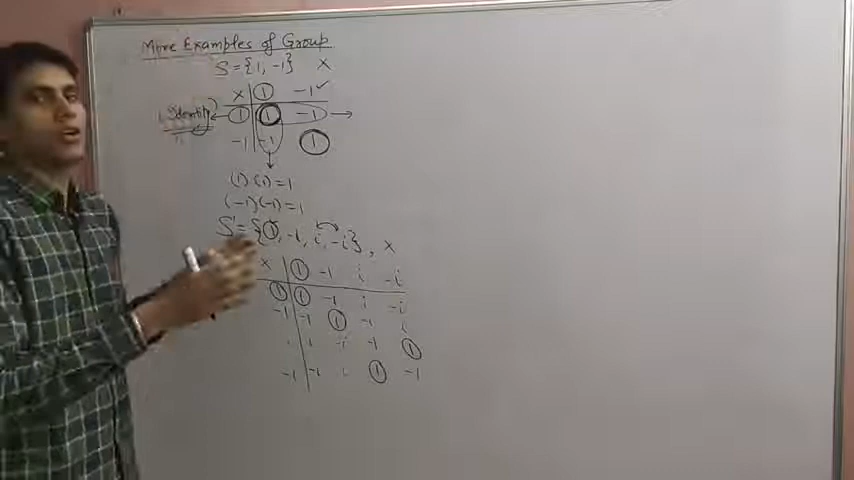 More Examples of Group
S = {1, -1} ×
× 1 -1 ✓
Identity ← 1 1 -1 →
-1 -1 1
(1)(1)=1
(-1)(-1)=1
S' = {1, -1, i, -i}, ×
× 1 -1 i -i
1 1 -1 i -i
-1 -1 1 -i i
i i -i -1 1
-i -i i 1 -1